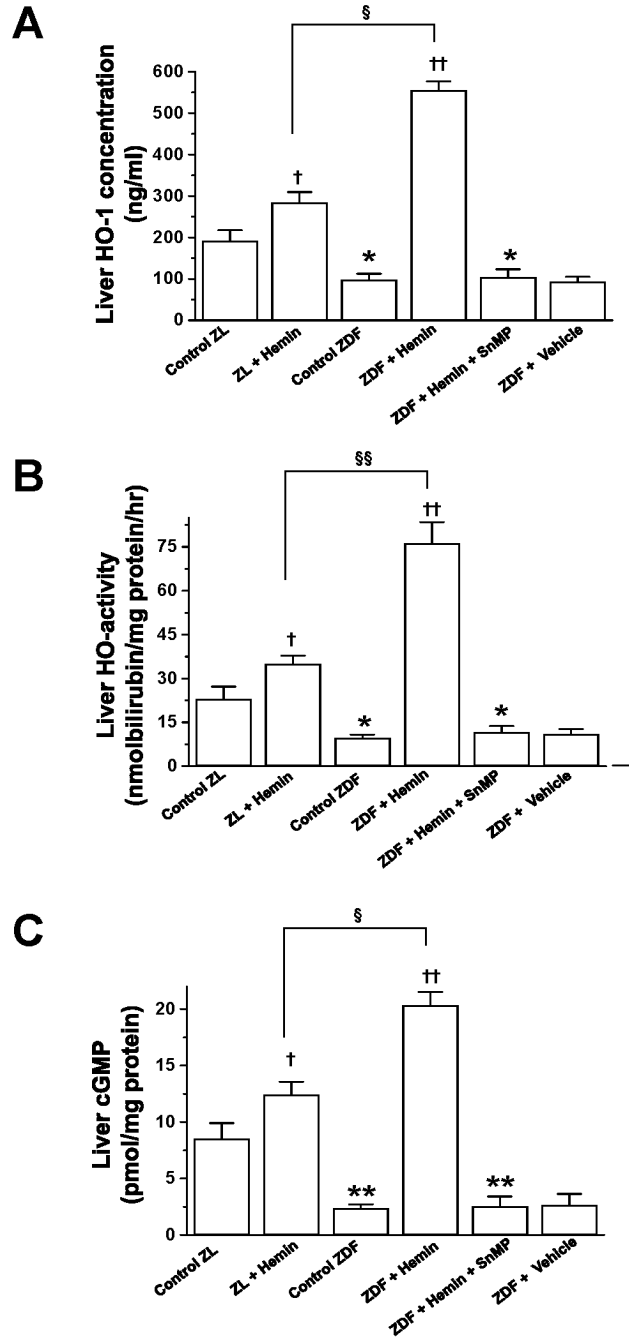 A
§
††
†
*
*
Liver HO-1 concentration
(ng/ml)
600
500
400
300
200
100
0
Control ZL
ZL + Hemin
Control ZDF
ZDF + Hemin
ZDF + Hemin + SnMP
ZDF + Vehicle
B
§§
††
†
*
*
Liver HO-activity
(nmolbilirubin/mg protein/hr)
75
60
45
30
15
0
Control ZL
ZL + Hemin
Control ZDF
ZDF + Hemin
ZDF + Hemin + SnMP
ZDF + Vehicle
C
§
††
†
**
**
Liver cGMP
(pmol/mg protein)
20
15
10
5
0
Control ZL
ZL + Hemin
Control ZDF
ZDF + Hemin
ZDF + Hemin + SnMP
ZDF + Vehicle